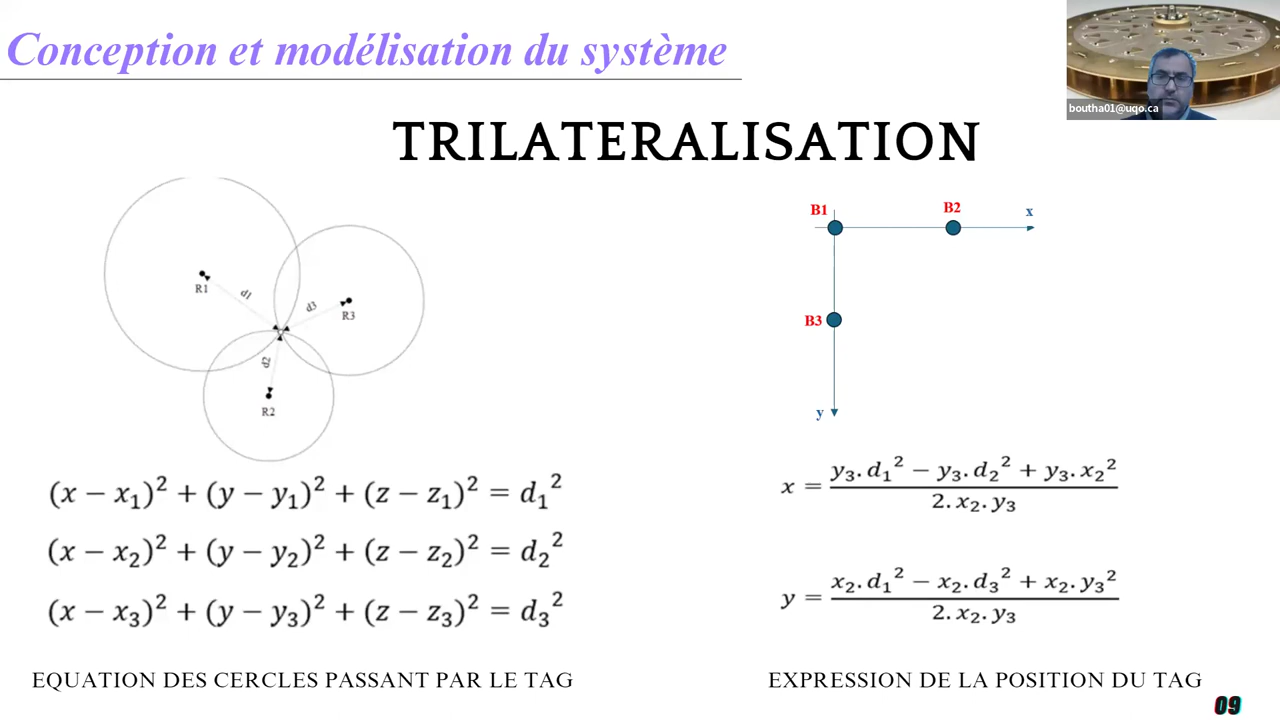 Conception et modélisation du système
boutha01@uqo.ca
TRILATERALISATION
R1
d1
d3
R3
d2
R2
B1
B2
x
B3
y
(x − x₁)² + (y − y₁)² + (z − z₁)² = d₁²
(x − x₂)² + (y − y₂)² + (z − z₂)² = d₂²
(x − x₃)² + (y − y₃)² + (z − z₃)² = d₃²
EQUATION DES CERCLES PASSANT PAR LE TAG
x = (y₃. d₁² − y₃. d₂² + y₃. x₂²) / (2. x₂. y₃)
y = (x₂. d₁² − x₂. d₃² + x₂. y₃²) / (2. x₂. y₃)
EXPRESSION DE LA POSITION DU TAG
09